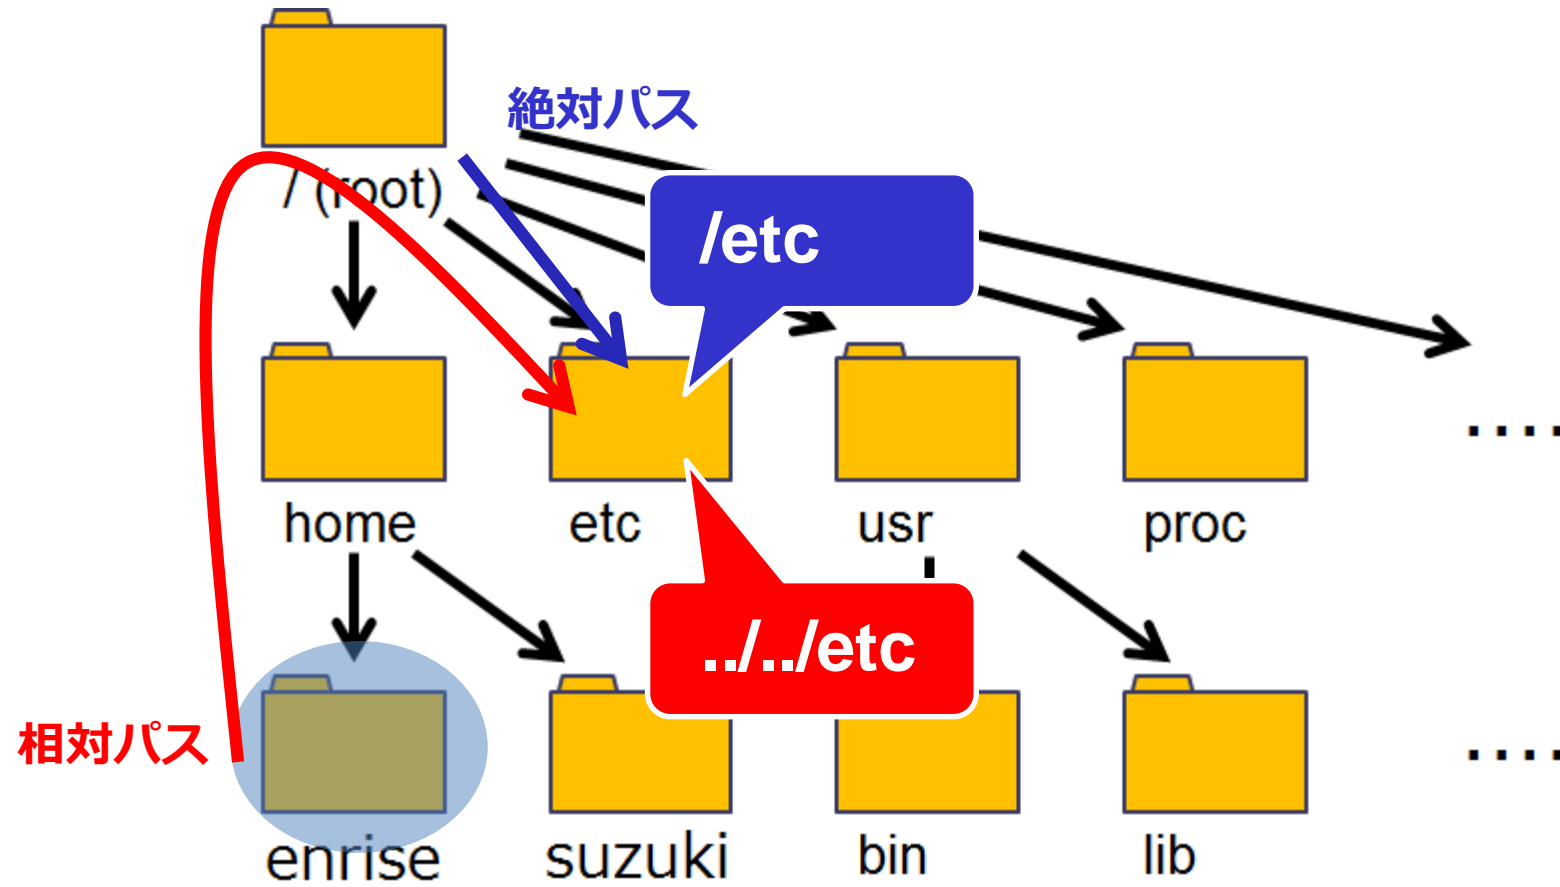 絶対パス
/ (root)
/etc
....
home
etc
usr
proc
../../etc
相対パス
....
enrise
suzuki
bin
lib